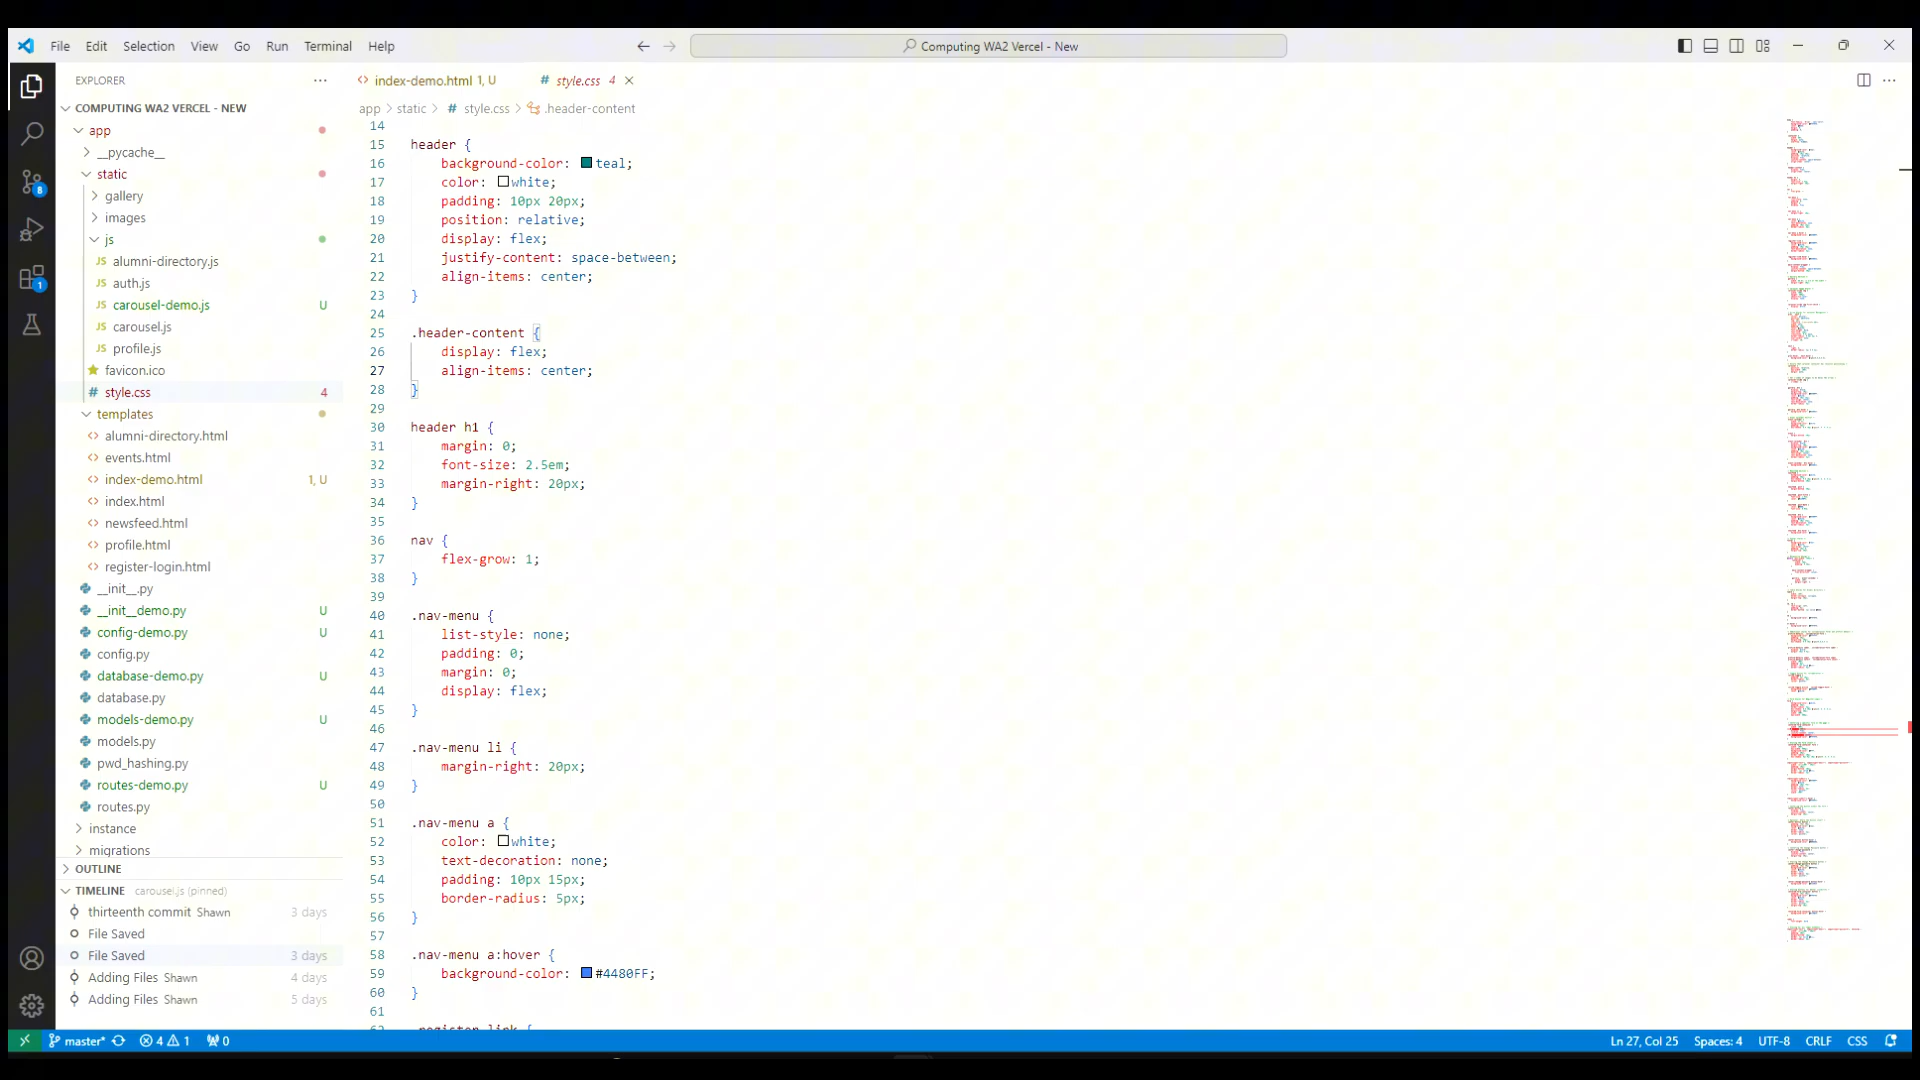 File Edit Selection View Go Run Terminal Help
Computing WA2 Vercel - New
EXPLORER
index-demo.html 1, U
# style.css 4
COMPUTING WA2 VERCEL - NEW
app > static > # style.css > .header-content
app
__pycache__
static
gallery
images
js
JS alumni-directory.js
JS auth.js
JS carousel-demo.js U
JS carousel.js
JS profile.js
favicon.ico
# style.css 4
templates
alumni-directory.html
events.html
index-demo.html 1, U
index.html
newsfeed.html
profile.html
register-login.html
__init__.py
__init__demo.py U
config-demo.py U
config.py
database-demo.py U
database.py
models-demo.py U
models.py
pwd_hashing.py
routes-demo.py U
routes.py
instance
migrations
OUTLINE
TIMELINE carousel.js (pinned)
thirteenth commit Shawn 3 days
File Saved
File Saved 3 days
Adding Files Shawn 4 days
Adding Files Shawn 5 days
8
1
14
15 header {
16 background-color: teal;
17 color: white;
18 padding: 10px 20px;
19 position: relative;
20 display: flex;
21 justify-content: space-between;
22 align-items: center;
23 }
24
25 .header-content {
26 display: flex;
27 align-items: center;
28 }
29
30 header h1 {
31 margin: 0;
32 font-size: 2.5em;
33 margin-right: 20px;
34 }
35
36 nav {
37 flex-grow: 1;
38 }
39
40 .nav-menu {
41 list-style: none;
42 padding: 0;
43 margin: 0;
44 display: flex;
45 }
46
47 .nav-menu li {
48 margin-right: 20px;
49 }
50
51 .nav-menu a {
52 color: white;
53 text-decoration: none;
54 padding: 10px 15px;
55 border-radius: 5px;
56 }
57
58 .nav-menu a:hover {
59 background-color: #4480FF;
60 }
61
62 .register-link {
master* 4 1 0
Ln 27, Col 25 Spaces: 4 UTF-8 CRLF CSS